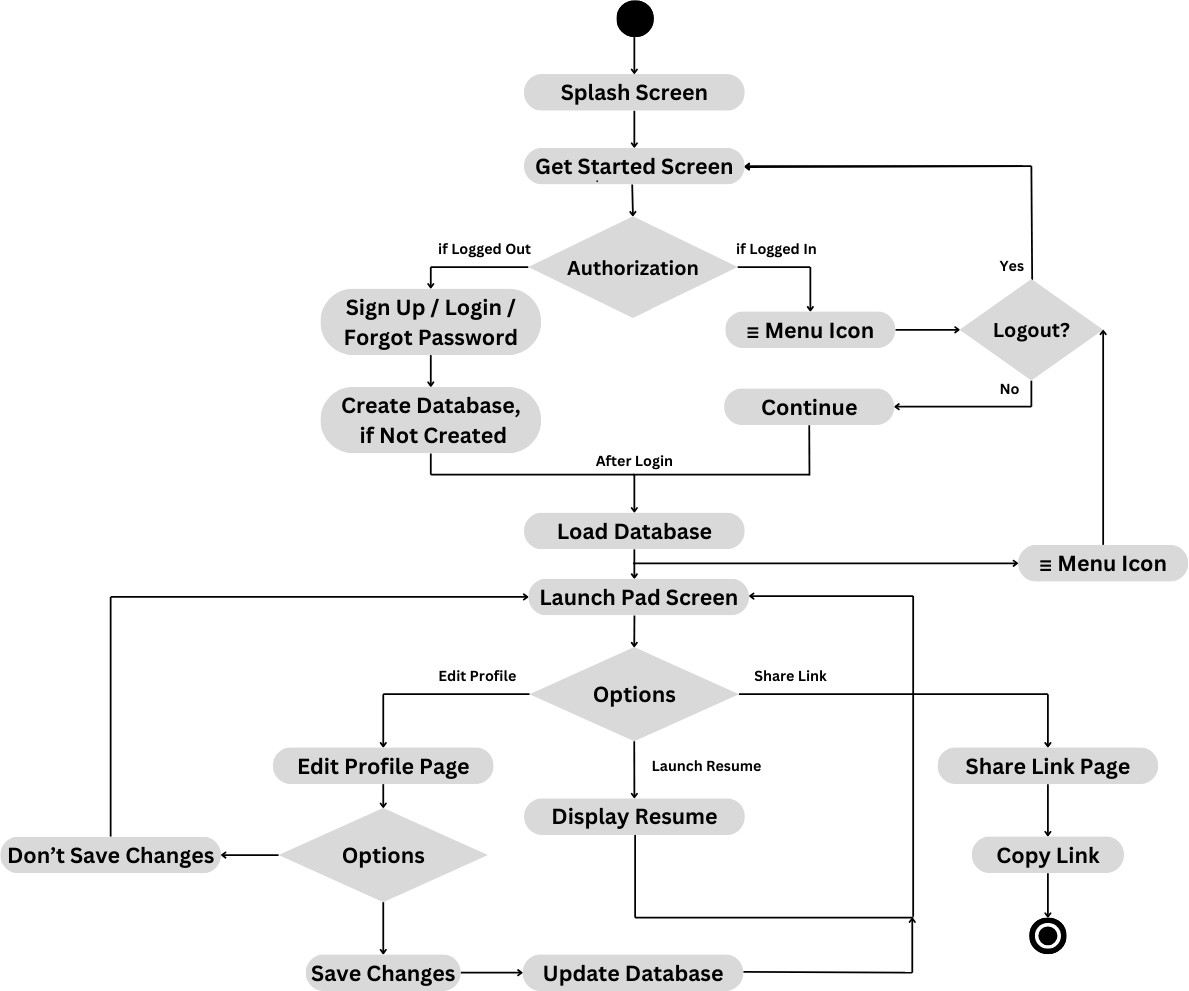 Splash Screen
Get Started Screen
if Logged Out
if Logged In
Authorization
Yes
Sign Up / Login /
Forgot Password
≡ Menu Icon
Logout?
No
Create Database,
if Not Created
Continue
After Login
Load Database
≡ Menu Icon
Launch Pad Screen
Edit Profile
Share Link
Options
Edit Profile Page
Launch Resume
Share Link Page
Display Resume
Don’t Save Changes
Options
Copy Link
Save Changes
Update Database